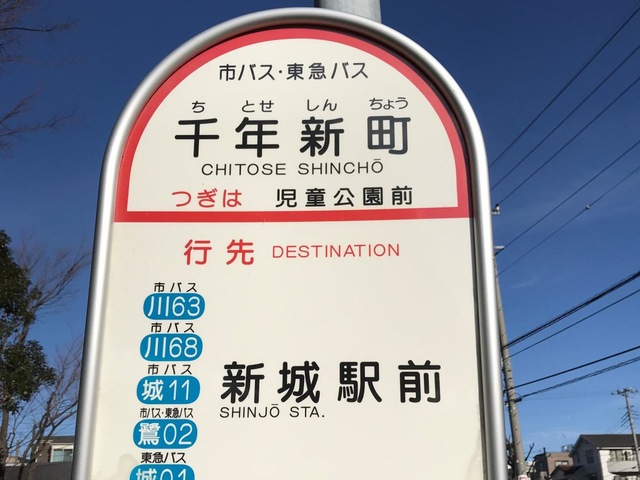 市バス・東急バス
ち とせ しん ちょう
千年新町
CHITOSE SHINCHŌ
つぎは 児童公園前
行先 DESTINATION
市バス
川63
市バス
川68
市バス
城11
新城駅前
SHINJŌ STA.
市バス・東急バス
鷺02
東急バス
城01